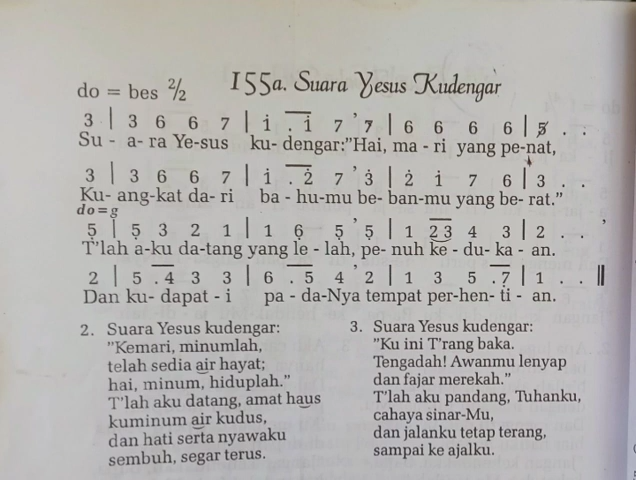 155a. Suara Yesus Kudengar
do = bes 2/2
3 | 3 6 6 7 | i . i 7 ' 7 | 6 6 6 6 | 3 . .
Su - a- ra Ye-sus ku- dengar:"Hai, ma - ri yang pe-nat,
3 | 3 6 6 7 | i . 2̇ 7 ' 3̇ | 2̇ i 7 6 | 3 . .
Ku- ang-kat da- ri ba - hu-mu be- ban-mu yang be- rat."
do=g
5̣ | 5̣ 3 2 1 | 1 6̣ 5̣ ' 5̣ | 1 2 3 4 3 | 2 . . '
T'lah a-ku da-tang yang le - lah, pe- nuh ke - du- ka - an.
2 | 5 . 4 3 3 | 6 . 5 4 ' 2 | 1 3 5 . 7̣ | 1 . . ||
Dan ku- dapat - i pa - da-Nya tempat per-hen- ti - an.
2. Suara Yesus kudengar:
"Kemari, minumlah,
telah sedia air hayat;
hai, minum, hiduplah."
T'lah aku datang, amat haus
kuminum air kudus,
dan hati serta nyawaku
sembuh, segar terus.
3. Suara Yesus kudengar:
"Ku ini T'rang baka.
Tengadah! Awanmu lenyap
dan fajar merekah."
T'lah aku pandang, Tuhanku,
cahaya sinar-Mu,
dan jalanku tetap terang,
sampai ke ajalku.